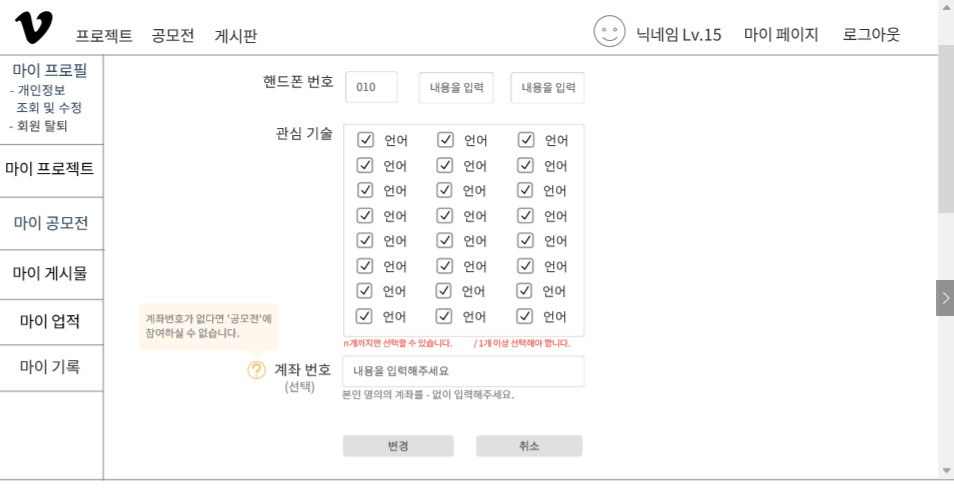 프로젝트 공모전 게시판 닉네임 Lv.15 마이 페이지 로그아웃
마이 프로필
- 개인정보
조회 및 수정
- 회원 탈퇴
마이 프로젝트
마이 공모전
마이 게시물
마이 업적
마이 기록
핸드폰 번호 010 내용을 입력 내용을 입력
관심 기술
언어 언어 언어
언어 언어 언어
언어 언어 언어
언어 언어 언어
언어 언어 언어
언어 언어 언어
언어 언어 언어
언어 언어 언어
n개까지만 선택할 수 있습니다. / 1개 이상 선택해야 합니다.
계좌번호가 없다면 '공모전'에
참여하실 수 없습니다.
? 계좌 번호 내용을 입력해주세요
(선택) 본인 명의의 계좌를 - 없이 입력해주세요.
변경 취소